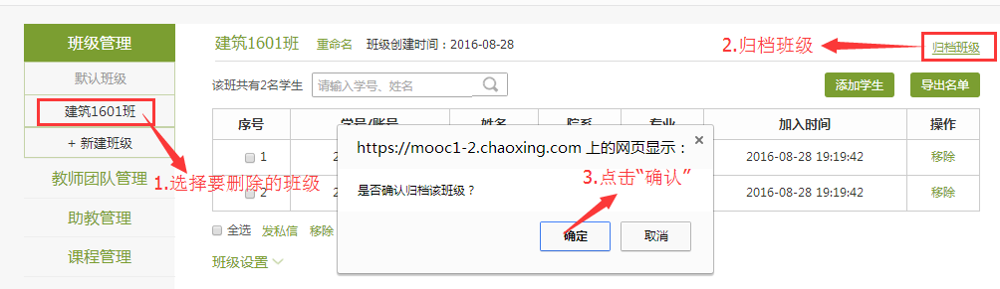 班级管理
默认班级
建筑1601班
+ 新建班级
教师团队管理
助教管理
课程管理
建筑1601班 重命名 班级创建时间：2016-08-28
2.归档班级
归档班级
该班共有2名学生 请输入学号、姓名
添加学生 导出名单
序号 学号/账号 姓名 院系 专业 加入时间 操作
1 2 2016-08-28 19:19:42 移除
2 2 2016-08-28 19:19:42 移除
全选 发私信 移除
班级设置
1.选择要删除的班级
https://mooc1-2.chaoxing.com 上的网页显示：
是否确认归档该班级？
3.点击“确认”
确定 取消